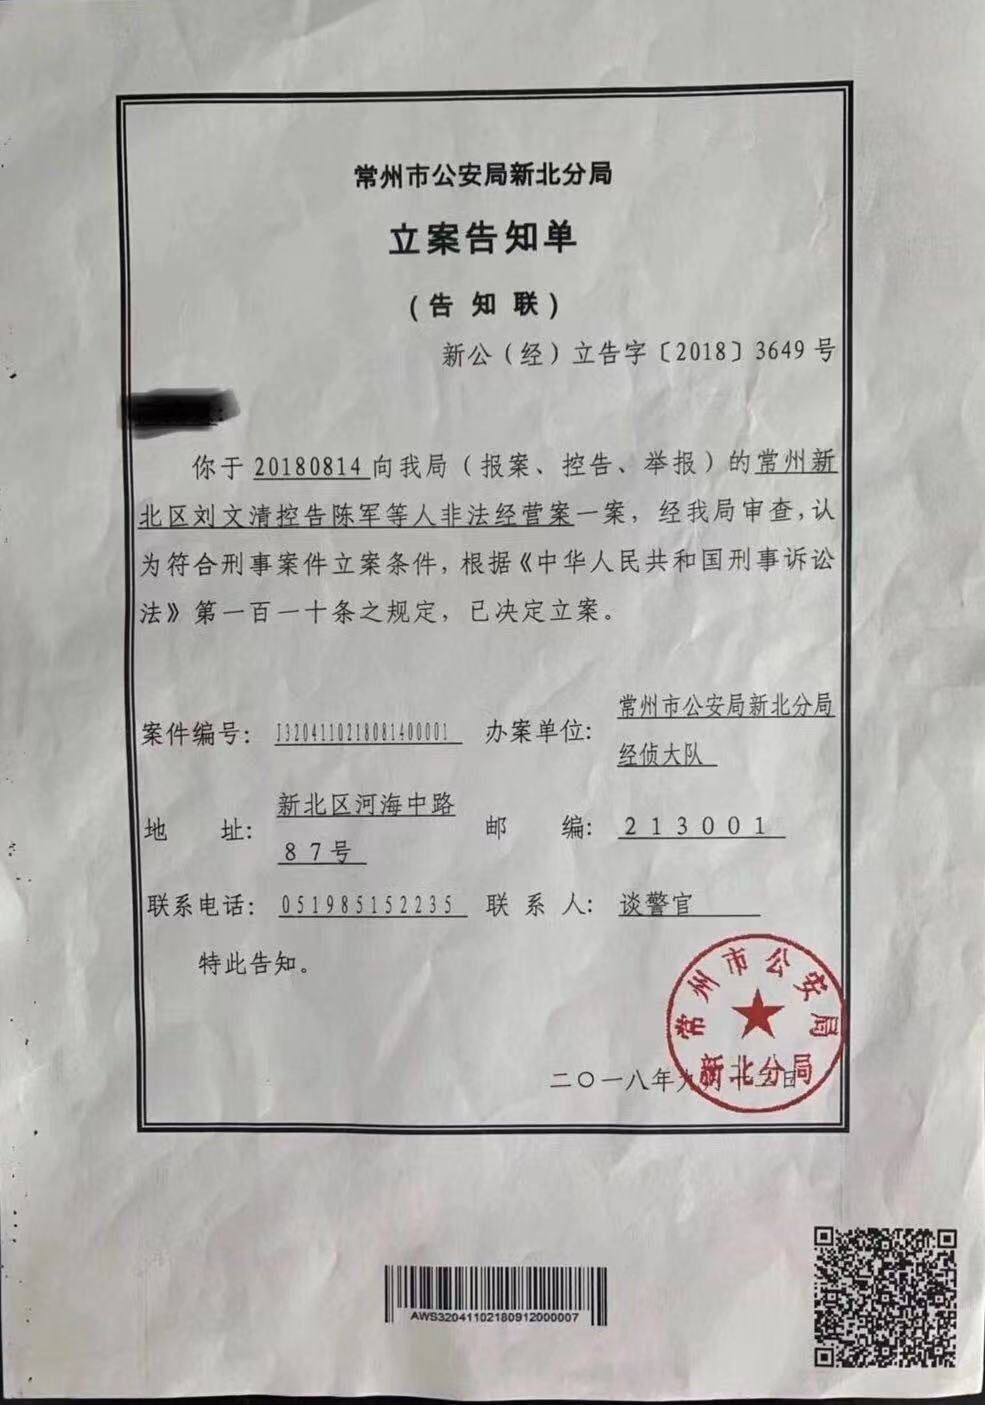 常州市公安局新北分局
立案告知单
(告知联)
新公(经)立告字〔2018〕3649号
你于20180814向我局(报案、控告、举报)的常州新
北区刘文清控告陈军等人非法经营案一案，经我局审查，认
为符合刑事案件立案条件，根据《中华人民共和国刑事诉讼
法》第一百一十条之规定，已决定立案。
案件编号： J3204110218081400001 办案单位： 常州市公安局新北分局
经侦大队
地 址： 新北区河海中路
87号
邮 编： 213001
联系电话： 051985152235 联 系 人： 谈警官
特此告知。
常州市公安局
新北分局
二〇一八年九月十二日
AWS32041102180912000007